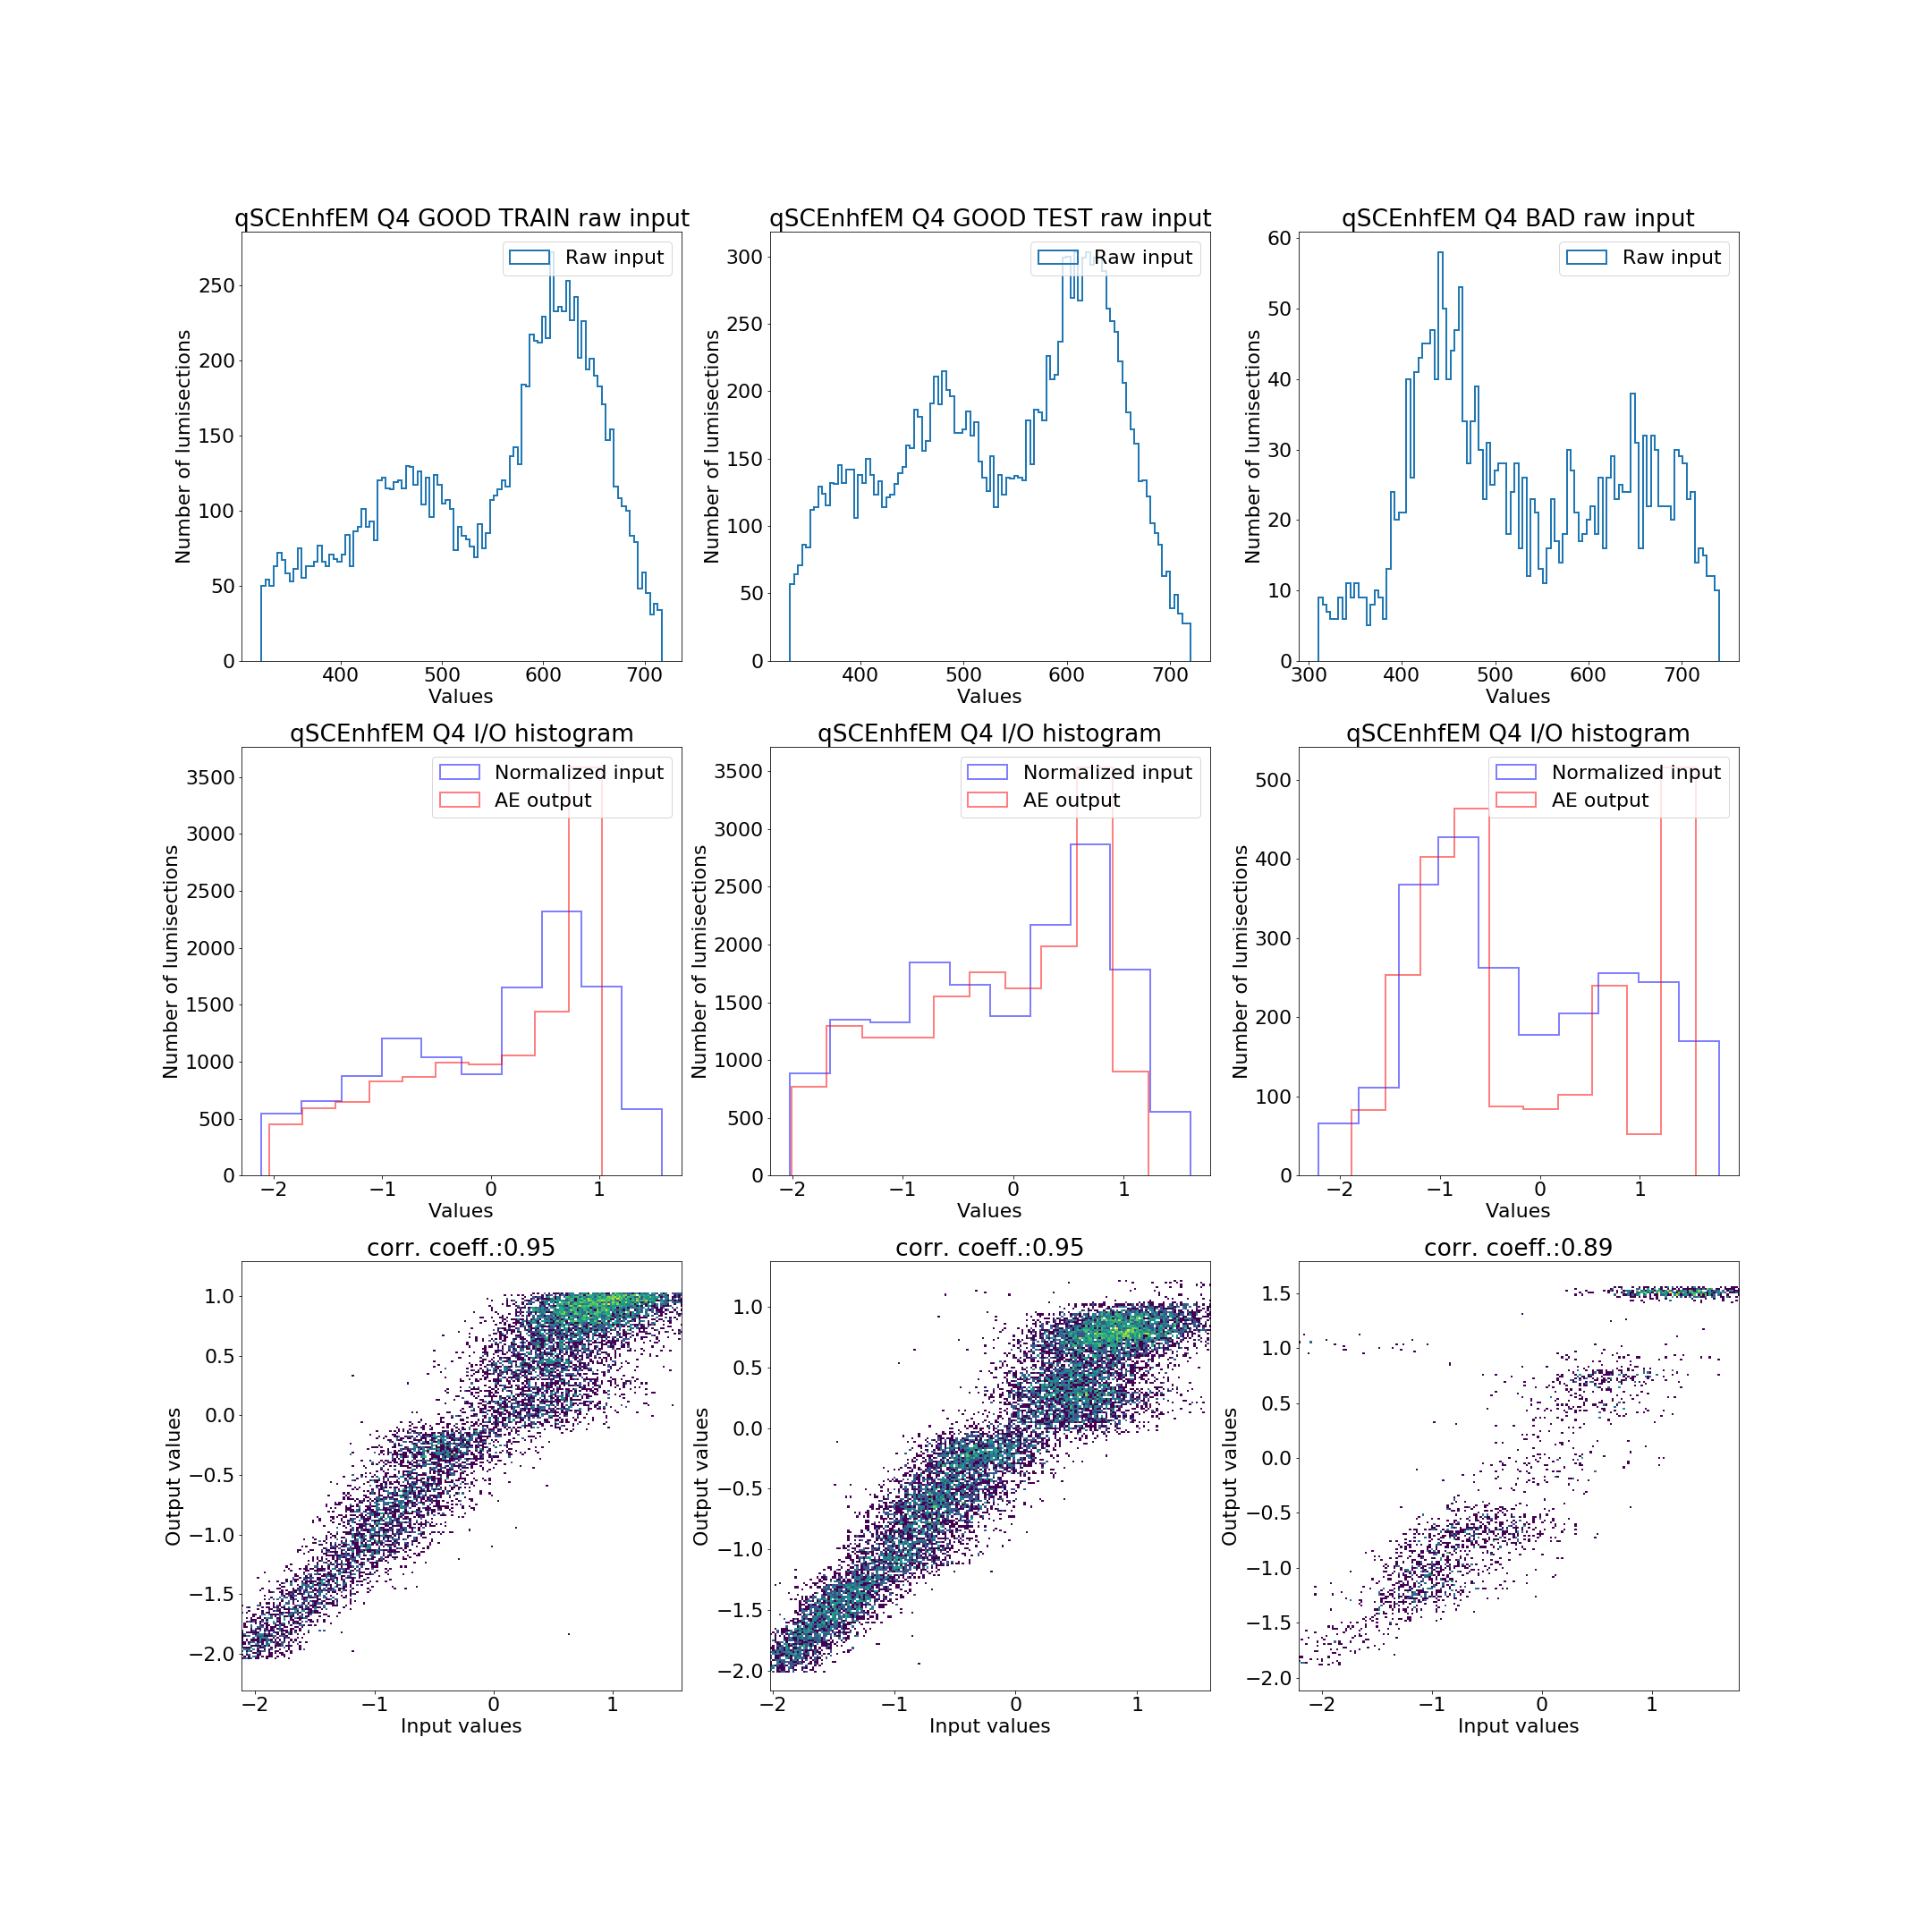 qSCEnhfEM Q4 GOOD TRAIN raw input
Raw input
250
200
150
100
50
0
400 500 600 700
Number of lumisections
Values
qSCEnhfEM Q4 GOOD TEST raw input
Raw input
300
250
200
150
100
50
0
400 500 600 700
Number of lumisections
Values
qSCEnhfEM Q4 BAD raw input
Raw input
60
50
40
30
20
10
0
300 400 500 600 700
Number of lumisections
Values
qSCEnhfEM Q4 I/O histogram
Normalized input
AE output
3500
3000
2500
2000
1500
1000
500
0
−2 −1 0 1
Number of lumisections
Values
qSCEnhfEM Q4 I/O histogram
Normalized input
AE output
3500
3000
2500
2000
1500
1000
500
0
−2 −1 0 1
Number of lumisections
Values
qSCEnhfEM Q4 I/O histogram
Normalized input
AE output
500
400
300
200
100
0
−2 −1 0 1
Number of lumisections
Values
corr. coeff.:0.95
1.0
0.5
0.0
−0.5
−1.0
−1.5
−2.0
−2 −1 0 1
Output values
Input values
corr. coeff.:0.95
1.0
0.5
0.0
−0.5
−1.0
−1.5
−2.0
−2 −1 0 1
Output values
Input values
corr. coeff.:0.89
1.5
1.0
0.5
0.0
−0.5
−1.0
−1.5
−2.0
−2 −1 0 1
Output values
Input values